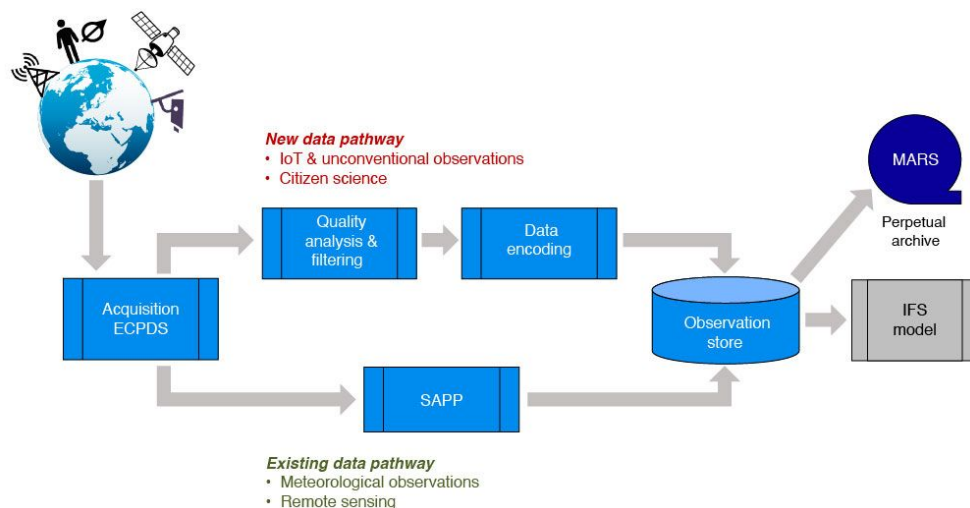 New data pathway
• IoT & unconventional observations
• Citizen science
MARS
Perpetual
archive
Quality
analysis &
filtering
Data
encoding
Acquisition
ECPDS
Observation
store
IFS
model
SAPP
Existing data pathway
• Meteorological observations
• Remote sensing